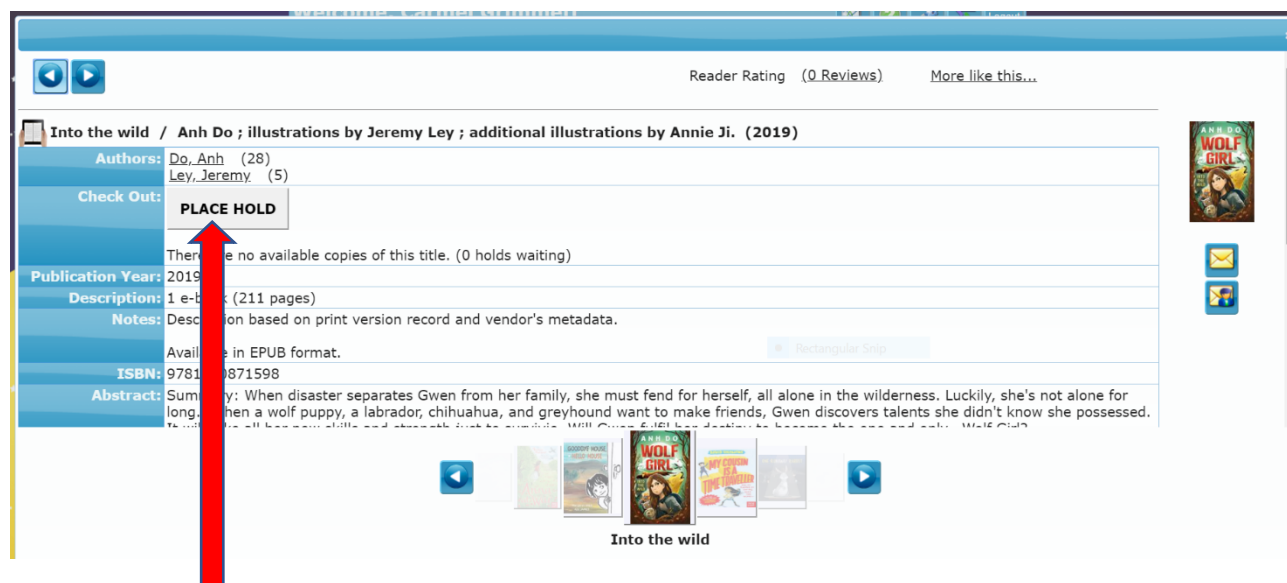 Reader Rating (0 Reviews) More like this...
Into the wild / Anh Do ; illustrations by Jeremy Ley ; additional illustrations by Annie Ji. (2019)
Authors: Do, Anh (28)
Ley, Jeremy (5)
Check Out: PLACE HOLD
no available copies of this title. (0 holds waiting)
Publication Year: 2019
Description: 1 e-b (211 pages)
Notes: Des on based on print version record and vendor's metadata.
Avail in EPUB format.
ISBN: 0871598
Abstract: Sum : When disaster separates Gwen from her family, she must fend for herself, all alone in the wilderness. Luckily, she's not alone for
long. hen a wolf puppy, a labrador, chihuahua, and greyhound want to make friends, Gwen discovers talents she didn't know she possessed.
ANH DO
WOLF
GIRL
Rectangular Snip
ANH DO
WOLF
GIRL
MY COUSIN
IS A
TIME TRAVELLER
Into the wild